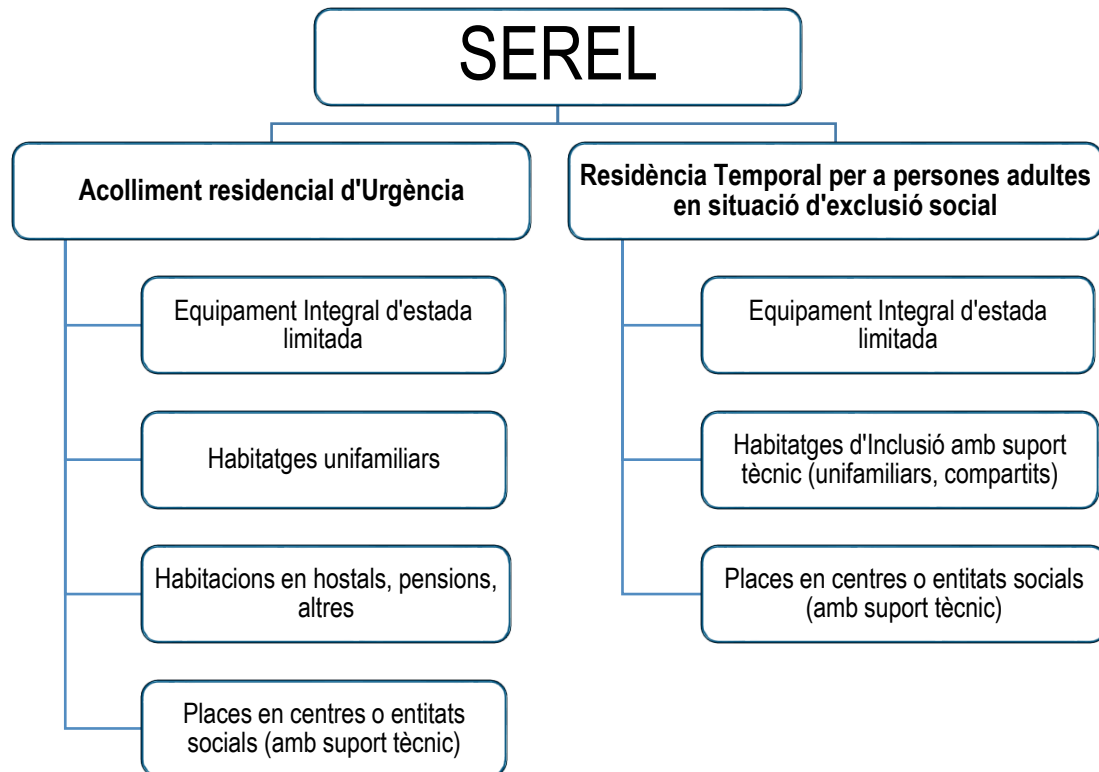 SEREL
Acolliment residencial d'Urgència
Equipament Integral d'estada
limitada
Habitatges unifamiliars
Habitacions en hostals, pensions,
altres
Places en centres o entitats
socials (amb suport tècnic)
Residència Temporal per a persones adultes
en situació d'exclusió social
Equipament Integral d'estada
limitada
Habitatges d'Inclusió amb suport
tècnic (unifamiliars, compartits)
Places en centres o entitats socials
(amb suport tècnic)